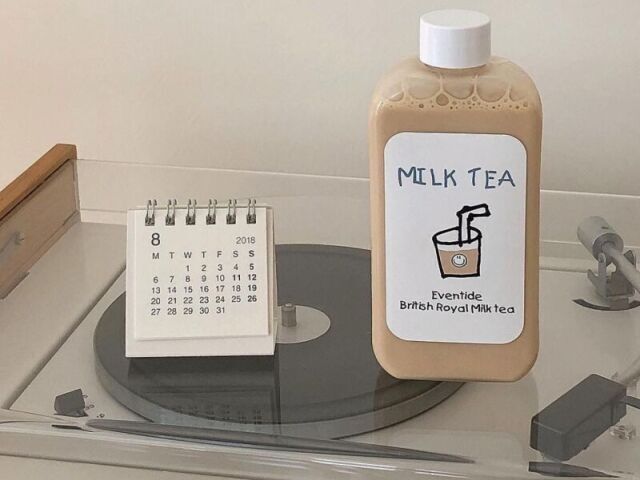 8 2018
M T W T F S S
1 2 3 4 5
6 7 8 9 10 11 12
13 14 15 16 17 18 19
20 21 22 23 24 25 26
27 28 29 30 31
MILK TEA
Eventide
British Royal Milk tea